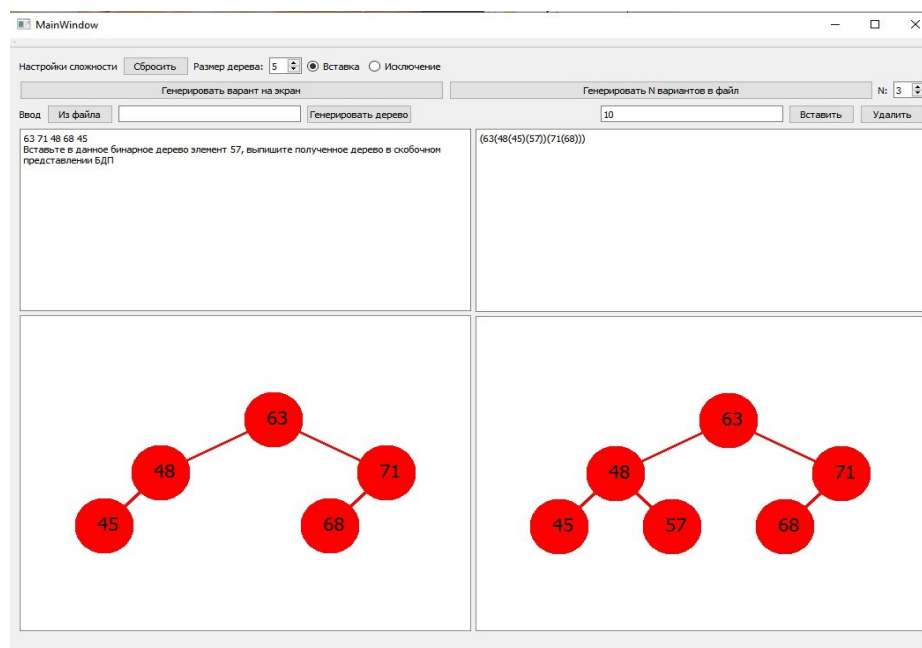 MainWindow
Настройки сложности Сбросить Размер дерева: 5 Вставка Исключение
Генерировать варант на экран Генерировать N вариантов в файл N: 3
Ввод Из файла Генерировать дерево 10 Вставить Удалить
63 71 48 68 45
Вставьте в данное бинарное дерево элемент 57, выпишите полученное дерево в скобочном
представлении БДП
(63(48(45)(57))(71(68)))
63
48 71
45 68
63
48 71
45 57 68